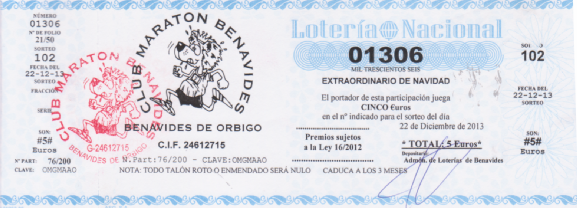 NÚMERO
01306
Nº DE FOLIO
21/50
SORTEO
102
FECHA DEL
22-12-13
SORTEO
FRACCIÓN
SERIE
SON:
#5#
Euros
Nº PART: 76/200
CLAVE: OMGMAAO
CLUB MARATON BENAVIDES
BENAVIDES DE ORBIGO
G-24612715
CLUB MARATON BENAVIDES
BENAVIDES DE ORBIGO
C.I.F. 24612715
N.Part:76/200 - CLAVE:OMGMAAO
NOTA: TODO TALÓN ROTO O ENMENDADO SERÁ NULO CADUCA A LOS 3 MESES
Lotería Nacional
01306
MIL TRESCIENTOS SEIS
EXTRAORDINARIO DE NAVIDAD
El portador de esta participación juega
CINCO Euros
en el nº indicado para el sorteo del día
22 de Diciembre de 2013
Premios sujetos
a la Ley 16/2012
* TOTAL: 5 Euros*
Depositario:
Admón. de Loterías de Benavides
102
FECHA DEL
22-12-13
SORTEO
SON:
#5#
Euros